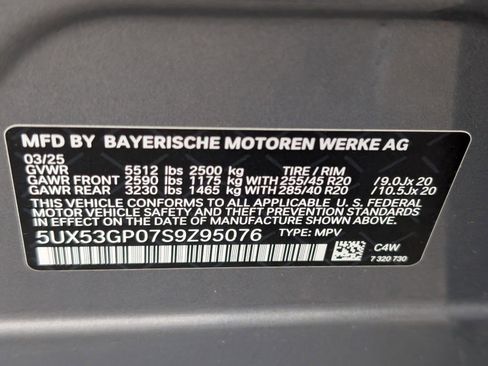 MFD BY BAYERISCHE MOTOREN WERKE AG
03/25
GVWR 5512 lbs 2500 kg TIRE / RIM
GAWR FRONT 2590 lbs 1175 kg WITH 255/45 R20 /9.0Jx 20
GAWR REAR 3230 lbs 1465 kg WITH 285/40 R20 /10.5Jx 20
THIS VEHICLE CONFORMS TO ALL APPLICABLE U.S. FEDERAL
MOTOR VEHICLE SAFETY, BUMPER, AND THEFT PREVENTION
STANDARDS IN EFFECT ON THE DATE OF MANUFACTURE SHOWN ABOVE.
5UX53GP07S9Z95076 TYPE: MPV
C4W
7 320 730